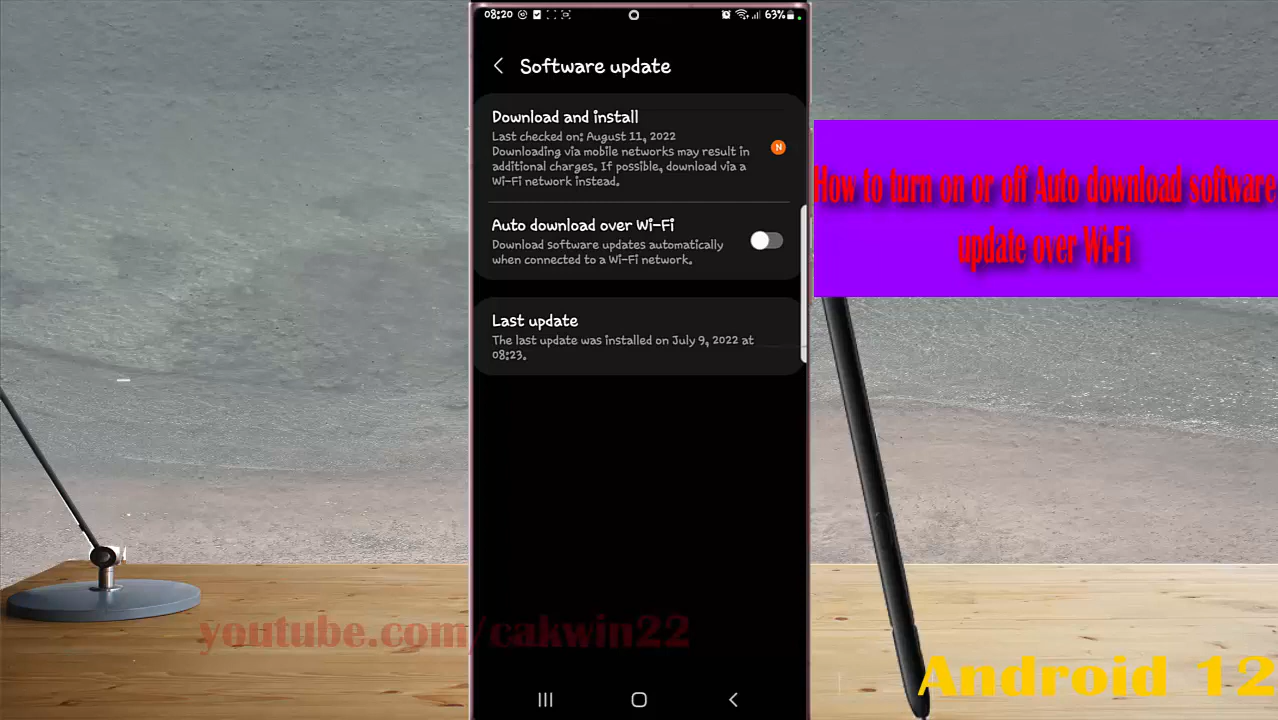 08:20
63%
Software update
Download and install
Last checked on: August 11, 2022
Downloading via mobile networks may result in
additional charges. If possible, download via a
Wi-Fi network instead.
N
Auto download over Wi-Fi
Download software updates automatically
when connected to a Wi-Fi network.
Last update
The last update was installed on July 9, 2022 at
08:23.
How to turn on or off Auto download software
update over Wi-Fi
youtube.com/cakwin22
Android 12